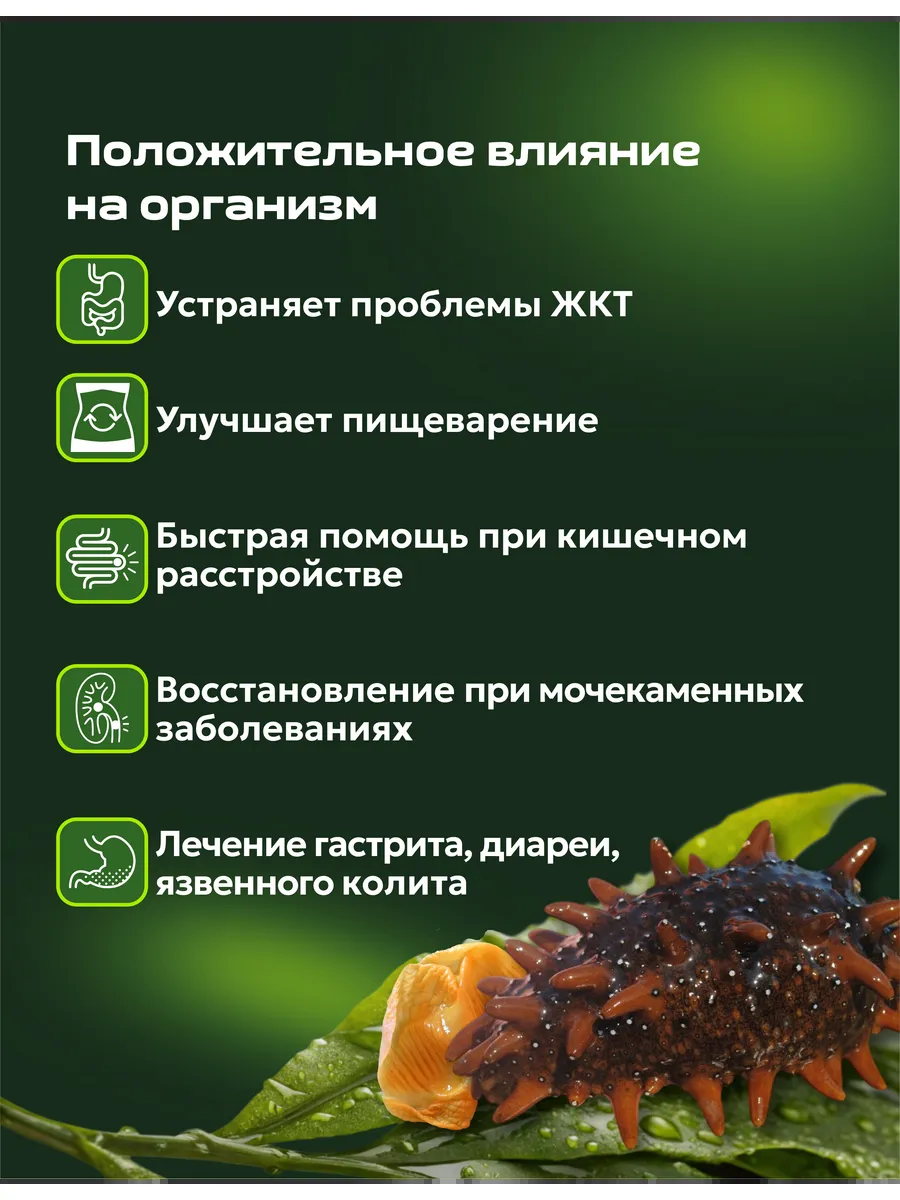 Положительное влияние
на организм
Устраняет проблемы ЖКТ
Улучшает пищеварение
Быстрая помощь при кишечном
расстройстве
Восстановление при мочекаменных
заболеваниях
Лечение гастрита, диареи,
язвенного колита